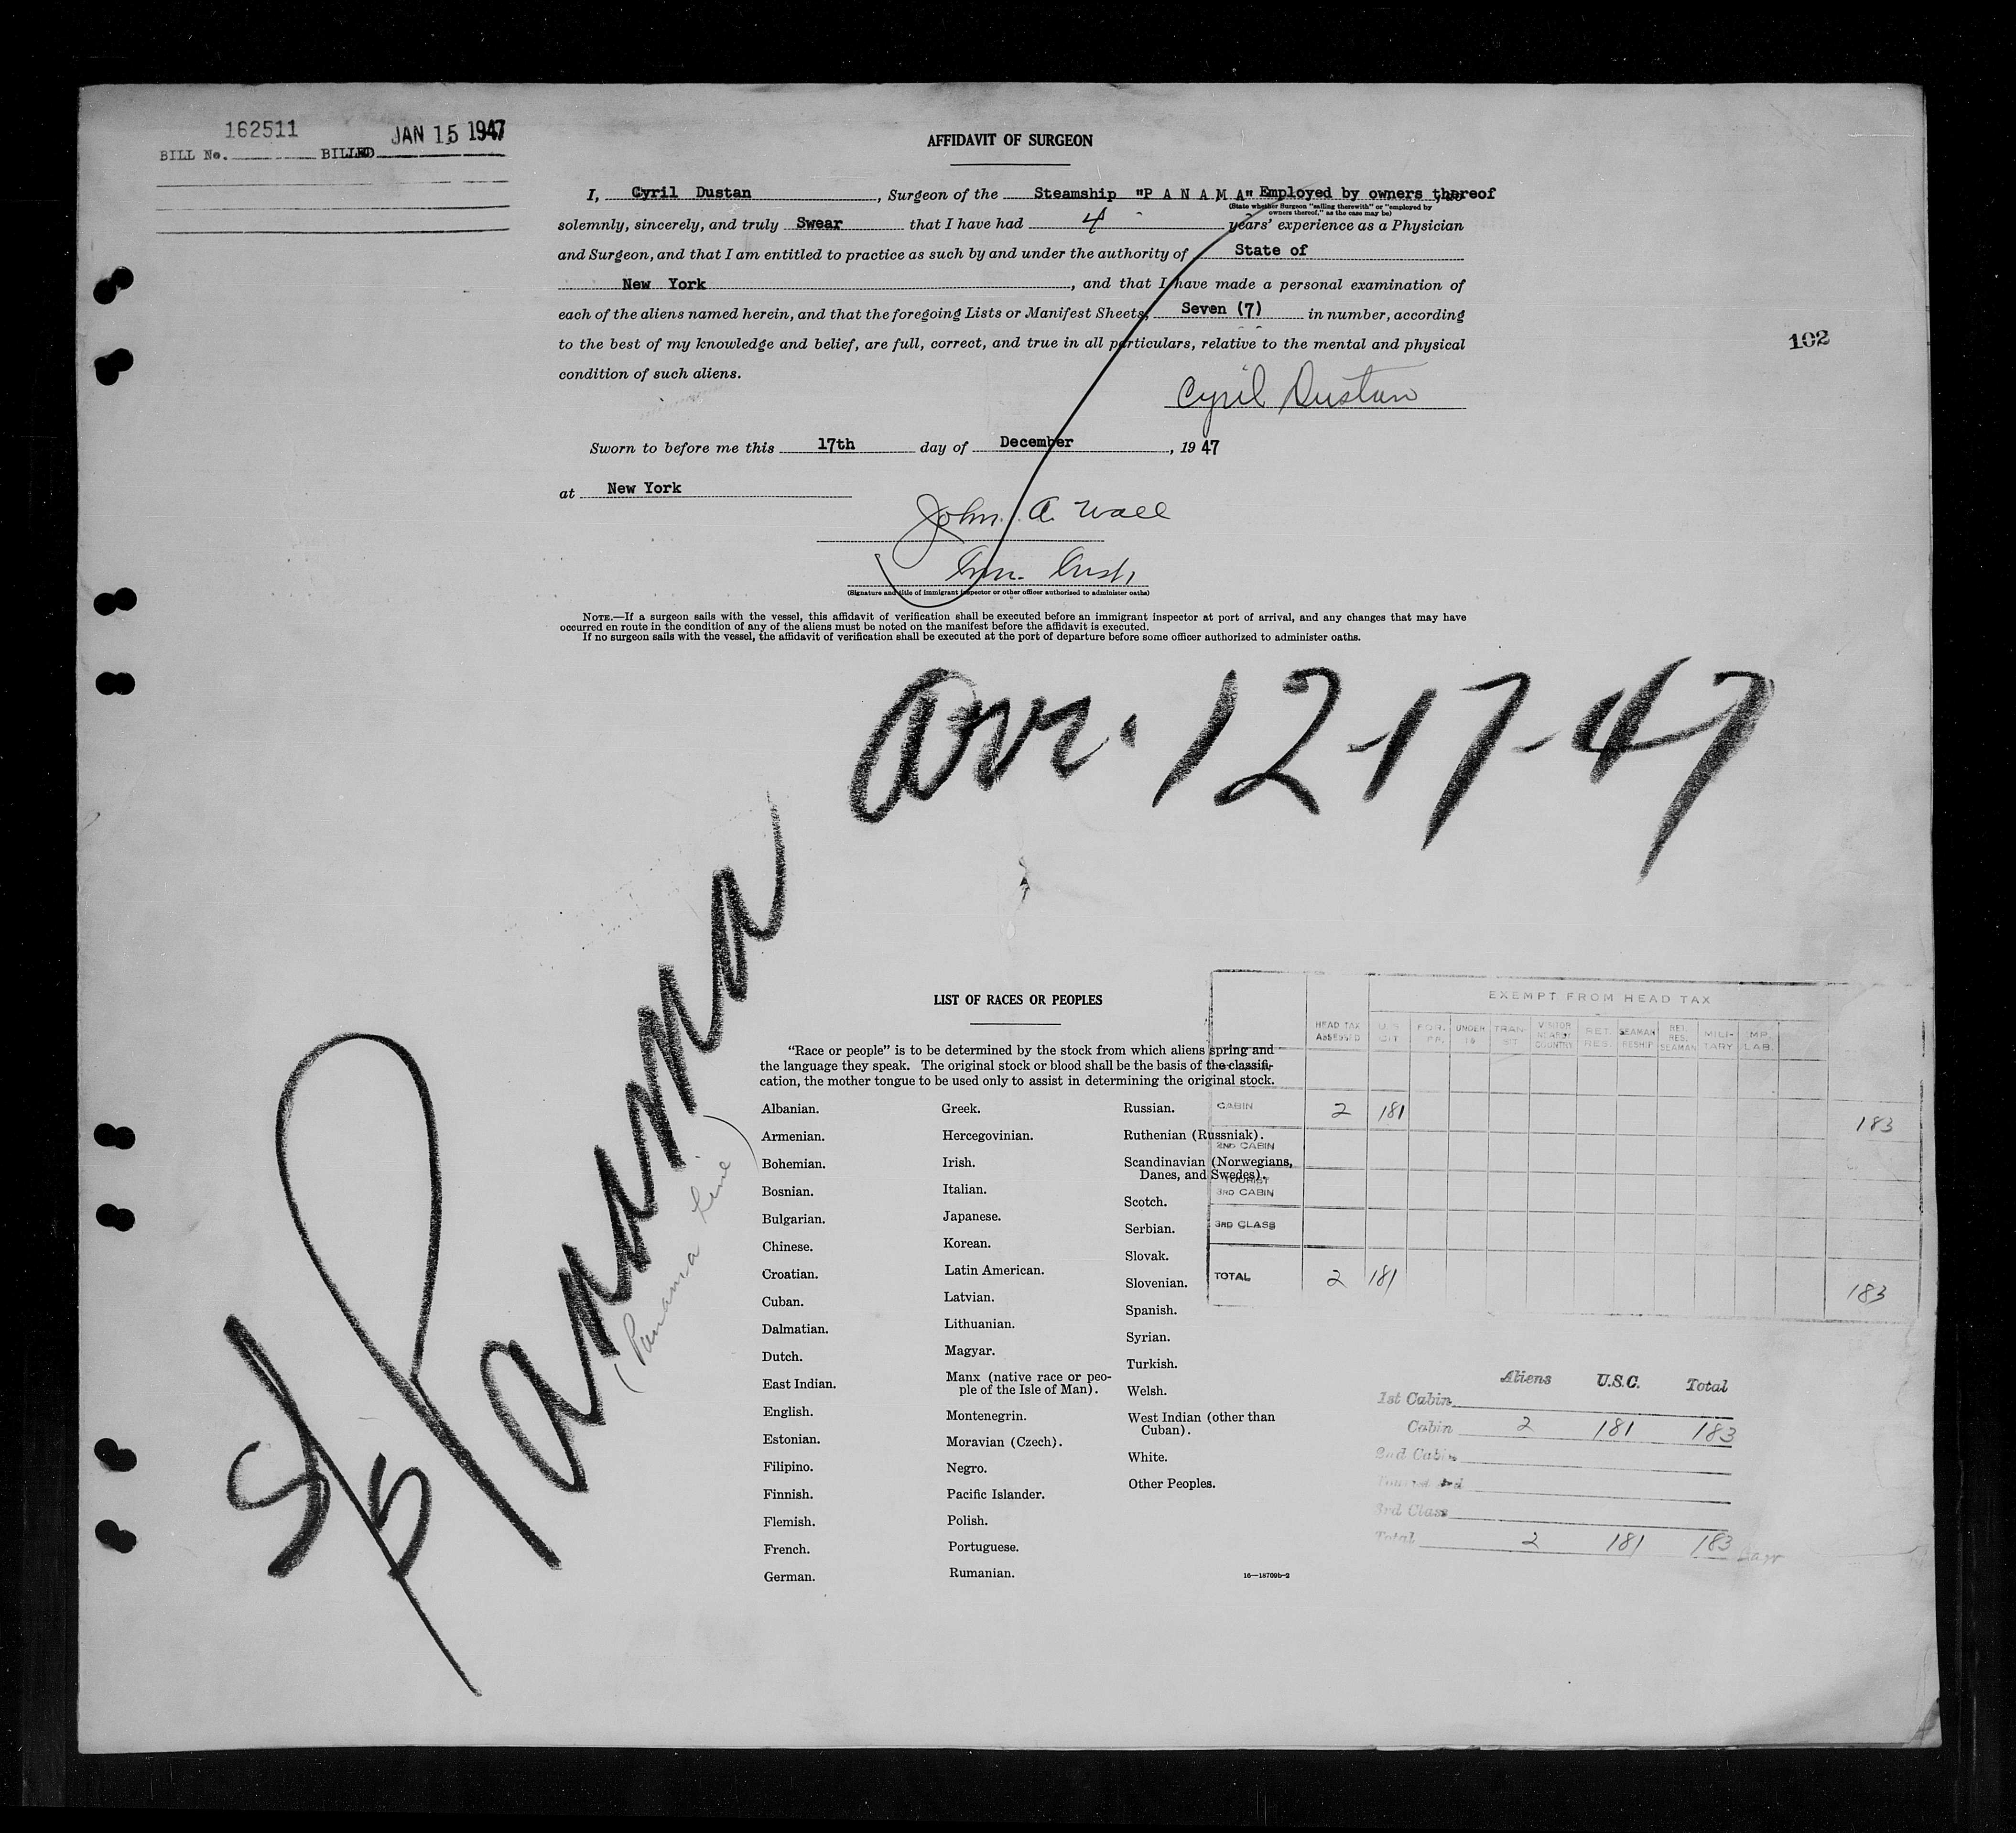 162511
BILL No. BILLED JAN 15 1947
AFFIDAVIT OF SURGEON
I, Cyril Dustan, Surgeon of the Steamship "P A N A M A" Employed by owners thereof
(State whether Surgeon "sailing therewith" or "employed by
owners thereof," as the case may be)
solemnly, sincerely, and truly Swear that I have had 4 years' experience as a Physician
and Surgeon, and that I am entitled to practice as such by and under the authority of State of
New York, and that I have made a personal examination of
each of the aliens named herein, and that the foregoing Lists or Manifest Sheets, Seven (7) in number, according
to the best of my knowledge and belief, are full, correct, and true in all particulars, relative to the mental and physical
condition of such aliens.
102
Cyril Dustan
Sworn to before me this 17th day of December, 1947
at New York
John A. Wall
(Signature and title of immigrant inspector or other officer authorized to administer oaths)
NOTE.—If a surgeon sails with the vessel, this affidavit of verification shall be executed before an immigrant inspector at port of arrival, and any changes that may have
occurred en route in the condition of any of the aliens must be noted on the manifest before the affidavit is executed.
If no surgeon sails with the vessel, the affidavit of verification shall be executed at the port of departure before some officer authorized to administer oaths.
Arr. 12-17-47
S/S Panama
(Panama Line)
LIST OF RACES OR PEOPLES
"Race or people" is to be determined by the stock from which aliens spring and
the language they speak. The original stock or blood shall be the basis of the classifi-
cation, the mother tongue to be used only to assist in determining the original stock.
Albanian.
Armenian.
Bohemian.
Bosnian.
Bulgarian.
Chinese.
Croatian.
Cuban.
Dalmatian.
Dutch.
East Indian.
English.
Estonian.
Filipino.
Finnish.
Flemish.
French.
German.
Greek.
Hercegovinian.
Irish.
Italian.
Japanese.
Korean.
Latin American.
Latvian.
Lithuanian.
Magyar.
Manx (native race or peo-
ple of the Isle of Man).
Montenegrin.
Moravian (Czech).
Negro.
Pacific Islander.
Polish.
Portuguese.
Rumanian.
Russian.
Ruthenian (Russniak).
Scandinavian (Norwegians,
Danes, and Swedes).
Scotch.
Serbian.
Slovak.
Slovenian.
Spanish.
Syrian.
Turkish.
Welsh.
West Indian (other than
Cuban).
White.
Other Peoples.
16—18709b-2
EXEMPT FROM HEAD TAX
HEAD TAX ASSESSED U.S. CIT FOR. PP. UNDER 16 TRAN-SIT VISITOR NEARBY COUNTRY RET. RES. SEAMAN RESHIP RET. RES. SEAMAN MILI-TARY IMP. LAB.
CABIN 2 181 183
2ND CABIN
TOURIST
3RD CABIN
3RD CLASS
TOTAL 2 181 183
Aliens U.S.C. Total
1st Cabin
Cabin 2 181 183
2nd Cabin
3rd Class
Total 2 181 183